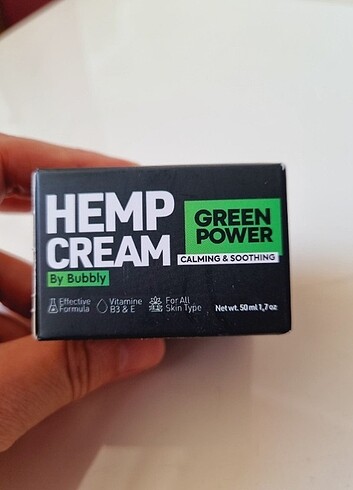 HEMP
CREAM
By Bubbly
GREEN
POWER
CALMING & SOOTHING
Effective
Formula
Vitamine
B3 & E
For All
Skin Type
Net wt. 50 ml 1,7 oz